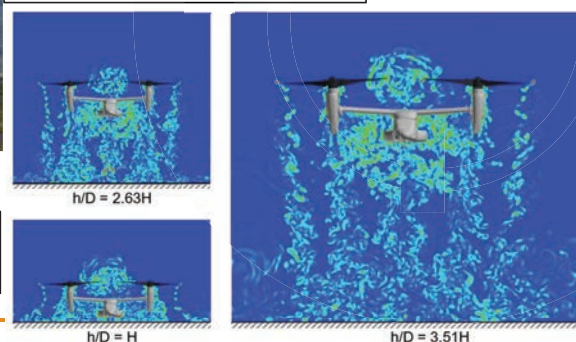 h/D = 2.63H
h/D = H
h/D = 3.51H